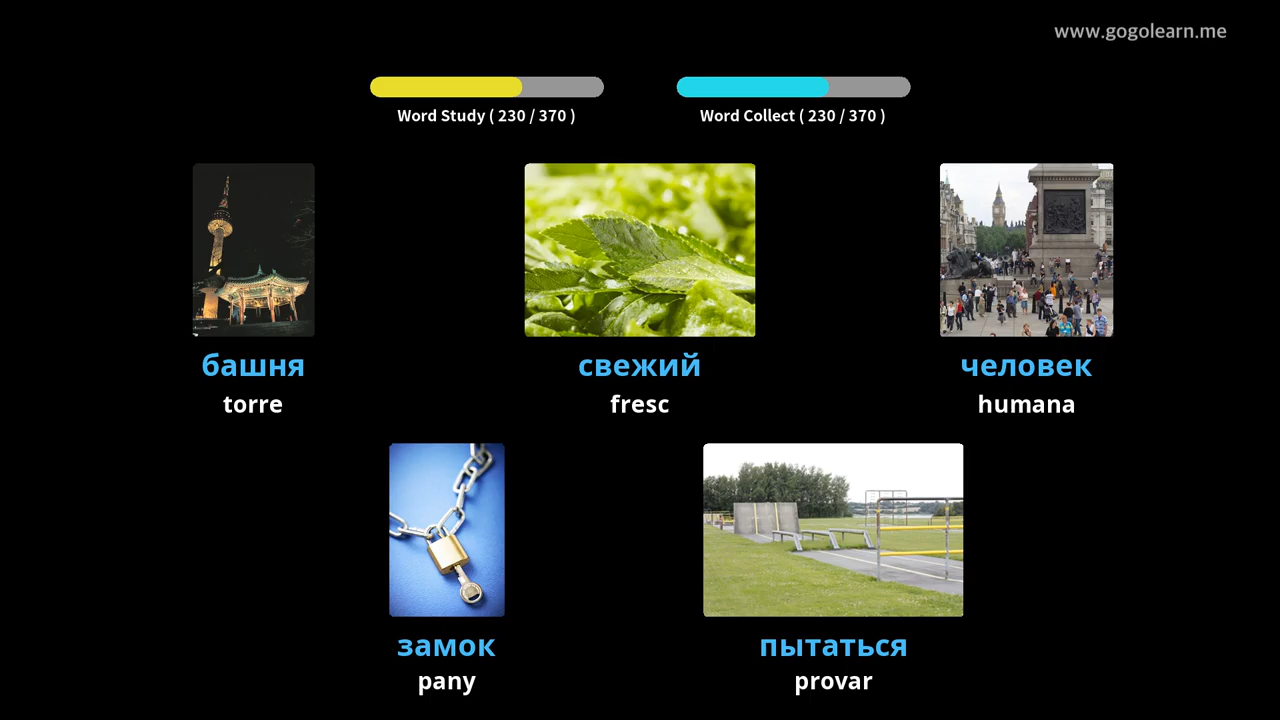 www.gogolearn.me
Word Study ( 230 / 370 )
Word Collect ( 230 / 370 )
башня
torre
свежий
fresc
человек
humana
замок
pany
пытаться
provar